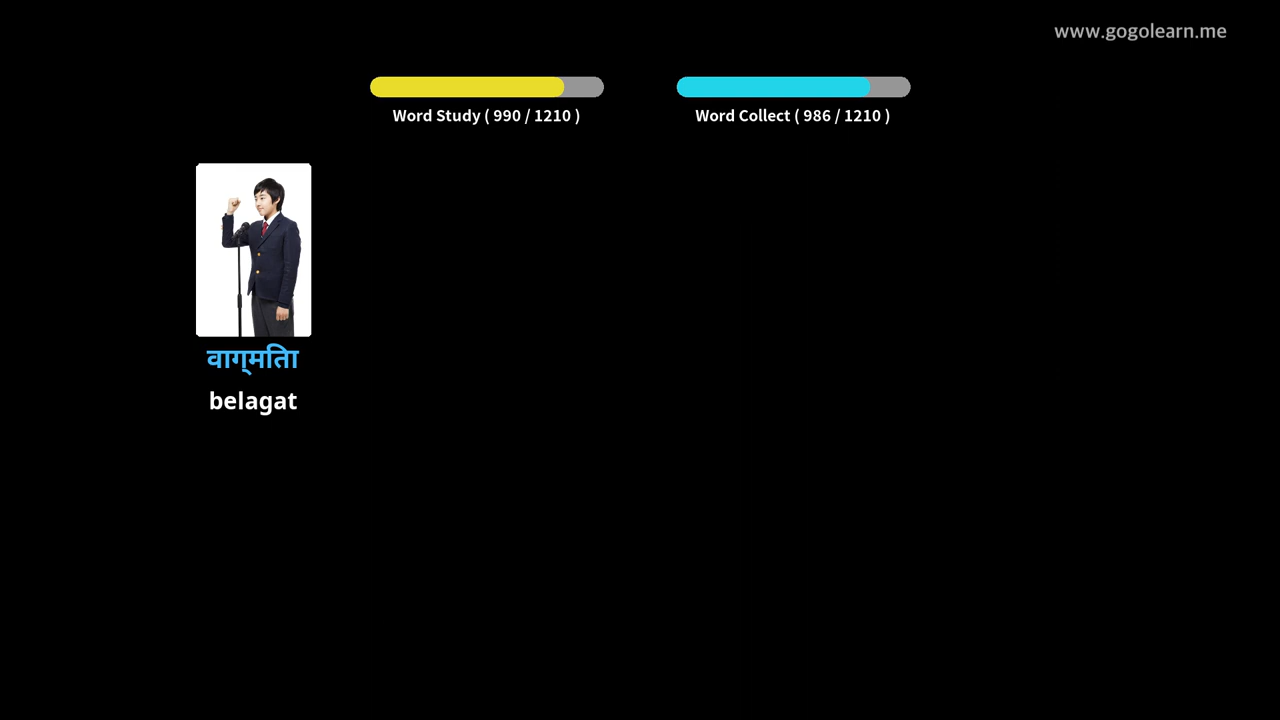 www.gogolearn.me
Word Study ( 990 / 1210 )
Word Collect ( 986 / 1210 )
वाग्मिता
belagat